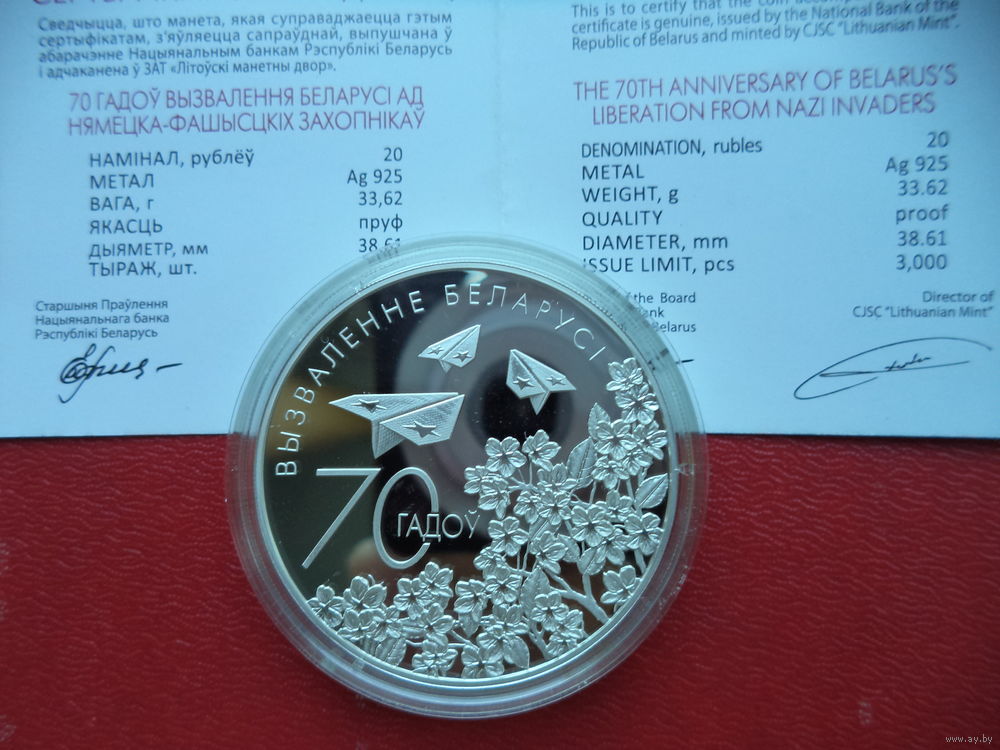 Сведчыцца, што манета, якая суправаджаецца гэтым
сертыфікатам, з'яўляецца сапраўднай, выпушчана ў
абарачэнне Нацыянальным банкам Рэспублікі Беларусь
і адчаканена ў ЗАТ «Літоўскі манетны двор».
70 ГАДОЎ ВЫЗВАЛЕННЯ БЕЛАРУСІ АД
НЯМЕЦКА-ФАШЫСЦКІХ ЗАХОПНІКАЎ
НАМІНАЛ, рублёў 20
МЕТАЛ Ag 925
ВАГА, г 33,62
ЯКАСЦЬ пруф
ДЫЯМЕТР, мм 38,61
ТЫРАЖ, шт.
Старшыня Праўлення
Нацыянальнага банка
Рэспублікі Беларусь
This is to certify that the coin
certificate is genuine, issued by the National Bank of the
Republic of Belarus and minted by CJSC "Lithuanian Mint".
THE 70TH ANNIVERSARY OF BELARUS'S
LIBERATION FROM NAZI INVADERS
DENOMINATION, rubles 20
METAL Ag 925
WEIGHT, g 33.62
QUALITY proof
DIAMETER, mm 38.61
ISSUE LIMIT, pcs 3,000
of the Board
Belarus
Director of
CJSC "Lithuanian Mint"
ВЫЗВАЛЕННЕ БЕЛАРУСІ
70
ГАДОЎ
www.ay.by